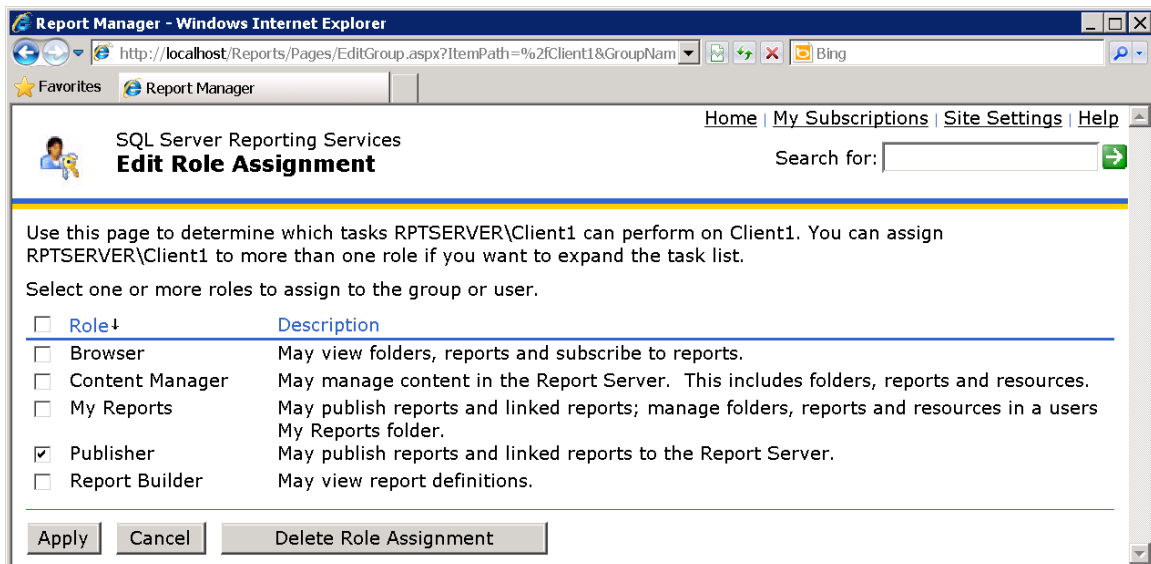 Report Manager - Windows Internet Explorer
http://localhost/Reports/Pages/EditGroup.aspx?ItemPath=%2fClient1&GroupNam
Bing
Favorites Report Manager
Home | My Subscriptions | Site Settings | Help
SQL Server Reporting Services
Edit Role Assignment
Search for:
Use this page to determine which tasks RPTSERVER\Client1 can perform on Client1. You can assign
RPTSERVER\Client1 to more than one role if you want to expand the task list.
Select one or more roles to assign to the group or user.
Role↓ Description
Browser May view folders, reports and subscribe to reports.
Content Manager May manage content in the Report Server.  This includes folders, reports and resources.
My Reports May publish reports and linked reports; manage folders, reports and resources in a users
My Reports folder.
Publisher May publish reports and linked reports to the Report Server.
Report Builder May view report definitions.
Apply Cancel Delete Role Assignment